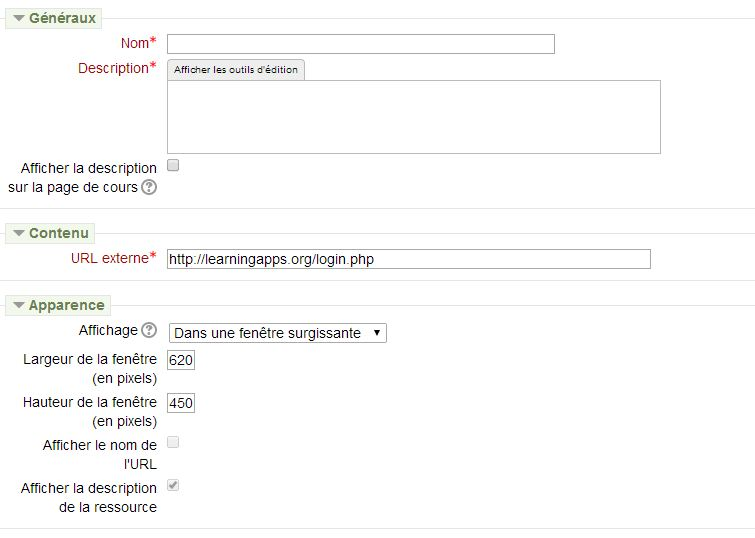 Généraux
Nom*
Description*
Afficher les outils d'édition
Afficher la description
sur la page de cours ?
Contenu
URL externe* http://learningapps.org/login.php
Apparence
Affichage ? Dans une fenêtre surgissante
Largeur de la fenêtre 620
(en pixels)
Hauteur de la fenêtre 450
(en pixels)
Afficher le nom de
l'URL
Afficher la description
de la ressource